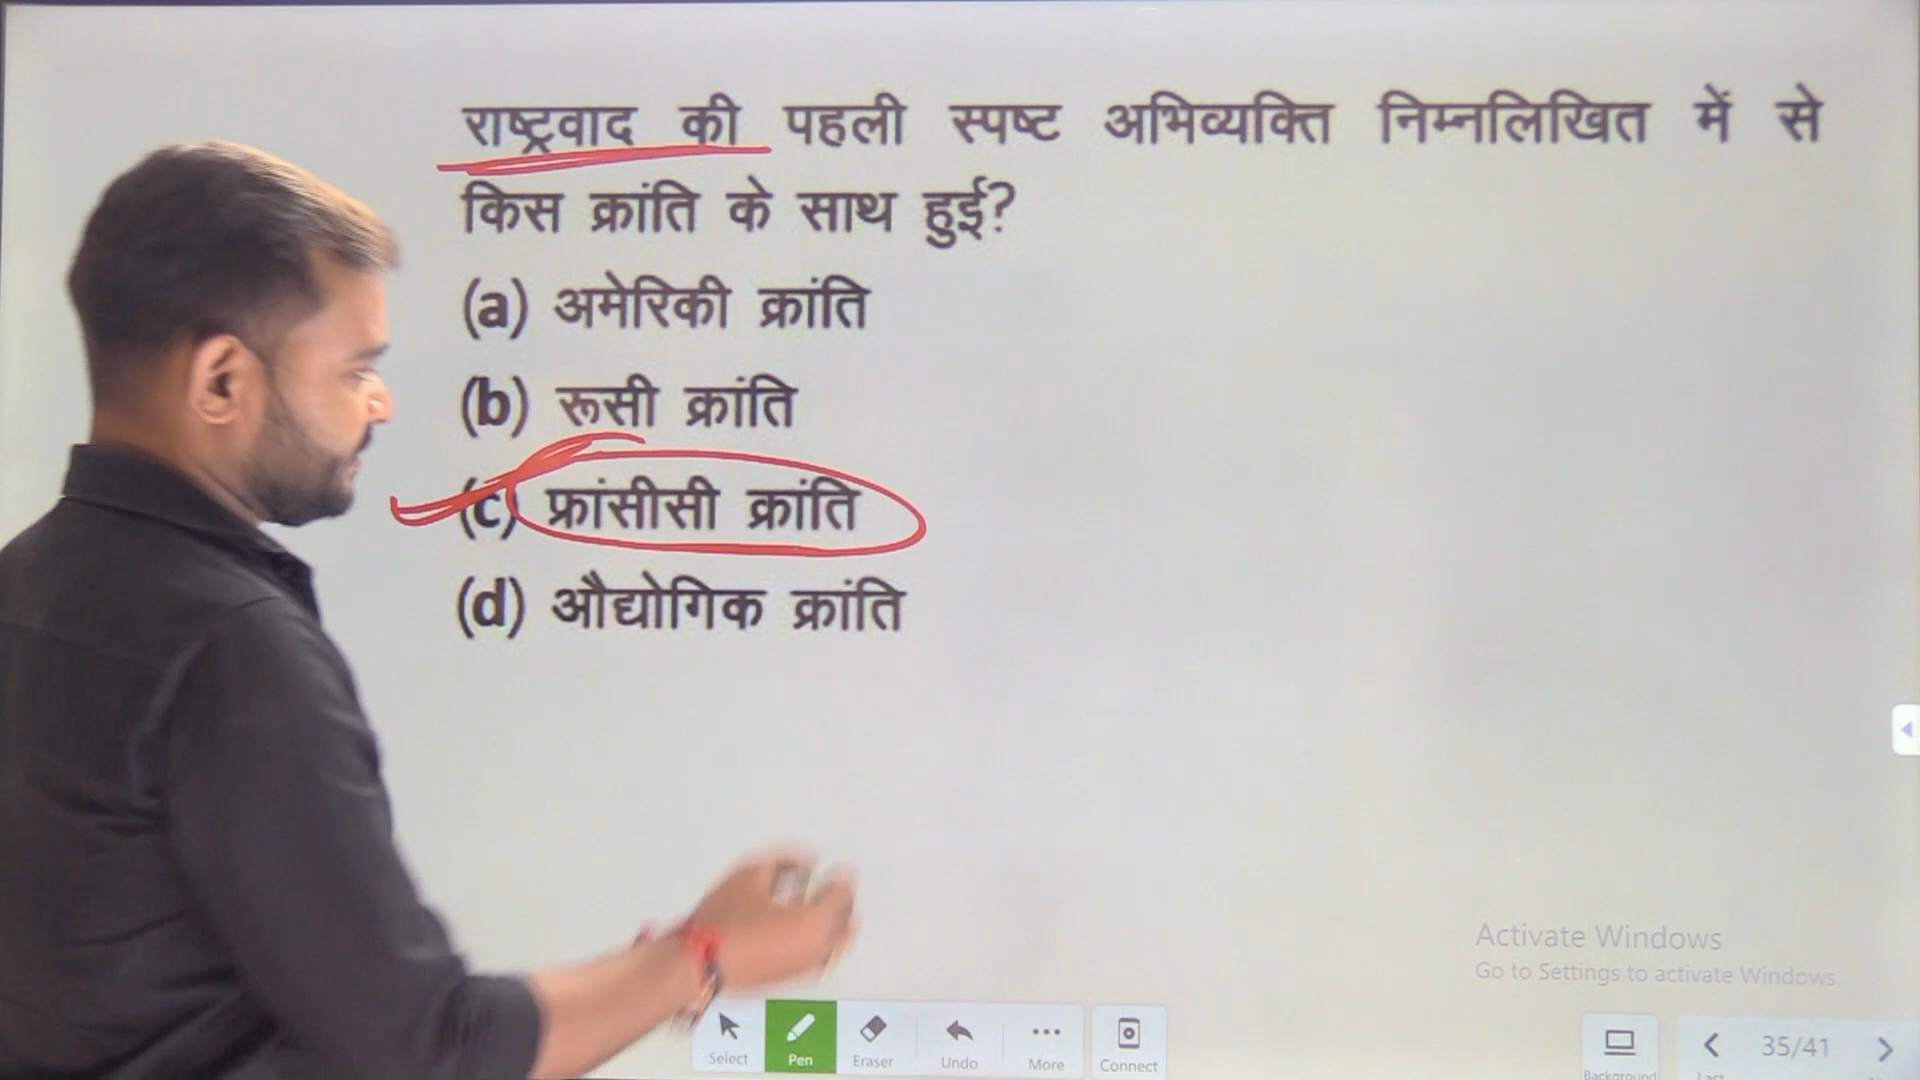 राष्ट्रवाद की पहली स्पष्ट अभिव्यक्ति निम्नलिखित में से
किस क्रांति के साथ हुई?
(a) अमेरिकी क्रांति
(b) रूसी क्रांति
(c) फ्रांसीसी क्रांति
(d) औद्योगिक क्रांति
Activate Windows
Go to Settings to activate Windows.
Select Pen Eraser Undo More Connect
Background
35/41